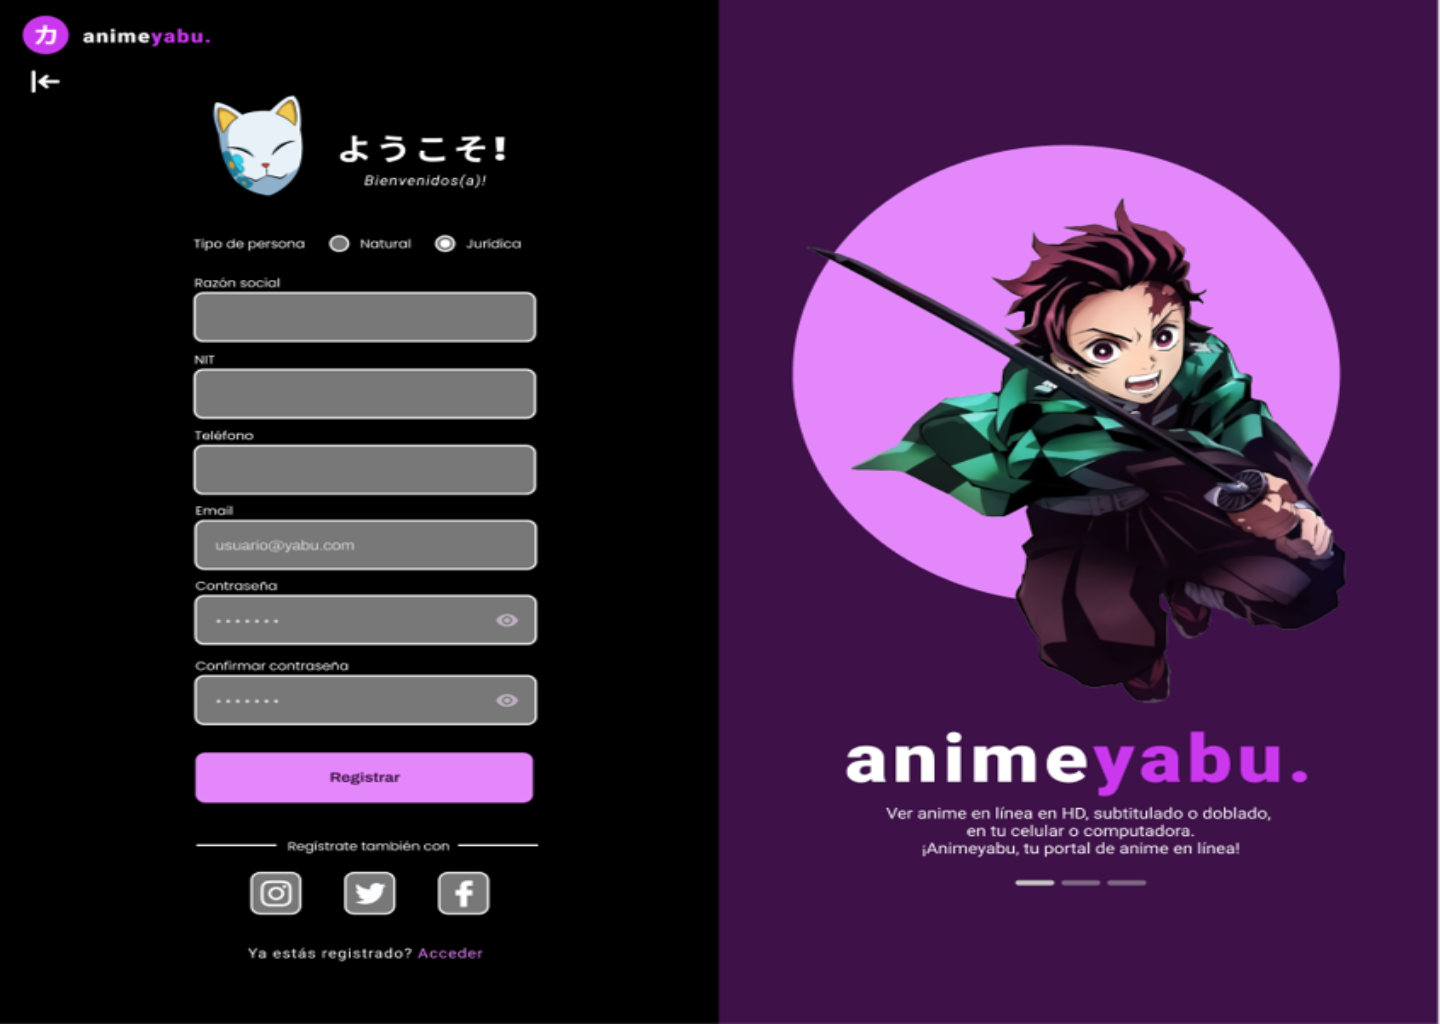 カ animeyabu.
ようこそ!
Bienvenidos(a)!
Tipo de persona Natural Jurídica
Razón social
NIT
Teléfono
Email
usuario@yabu.com
Contraseña
•••••••
Confirmar contraseña
•••••••
Registrar
Regístrate también con
Ya estás registrado? Acceder
animeyabu.
Ver anime en línea en HD, subtitulado o doblado,
en tu celular o computadora.
¡Animeyabu, tu portal de anime en línea!